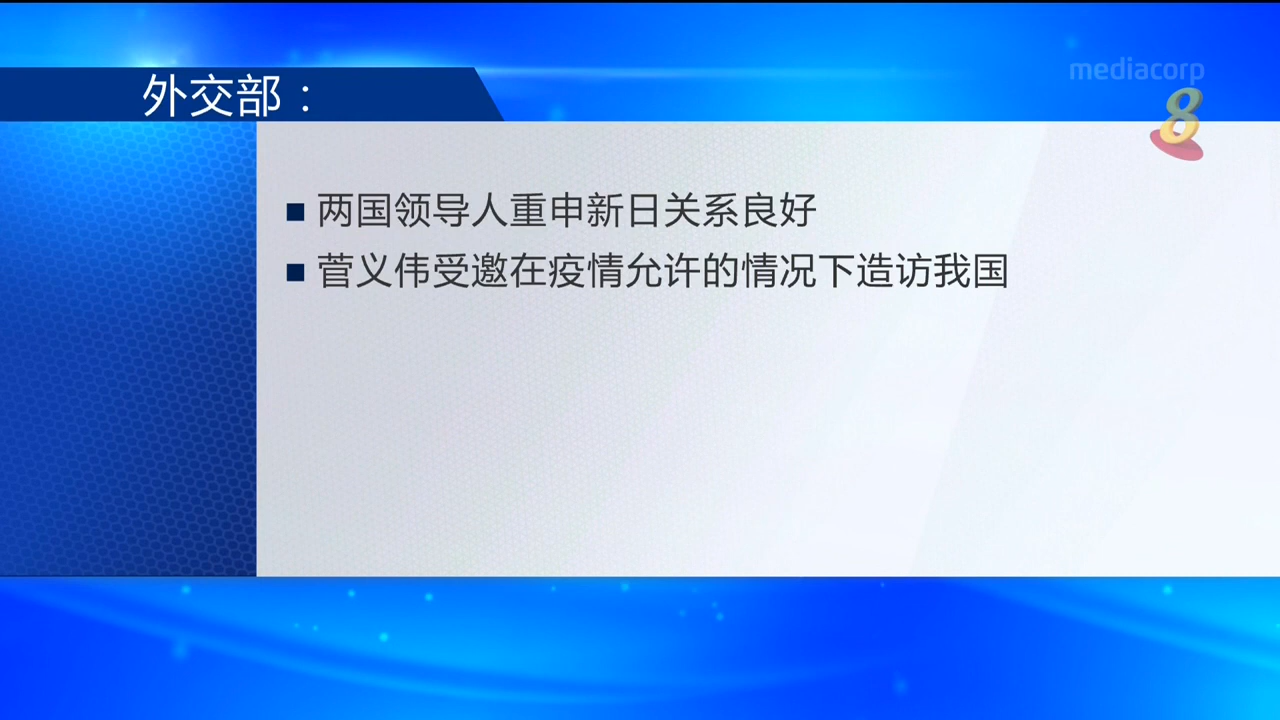 mediacorp
8
外交部：
■ 两国领导人重申新日关系良好
■ 菅义伟受邀在疫情允许的情况下造访我国